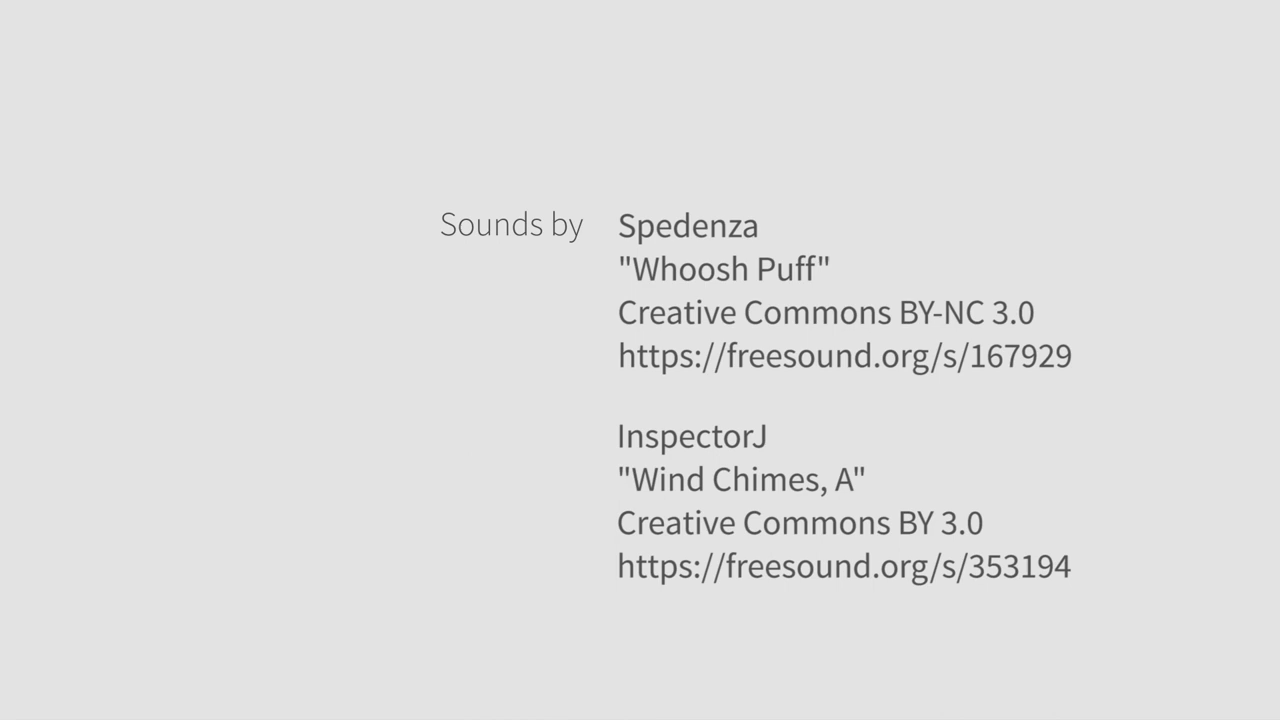 Sounds by Spedenza
"Whoosh Puff"
Creative Commons BY-NC 3.0
https://freesound.org/s/167929
InspectorJ
"Wind Chimes, A"
Creative Commons BY 3.0
https://freesound.org/s/353194